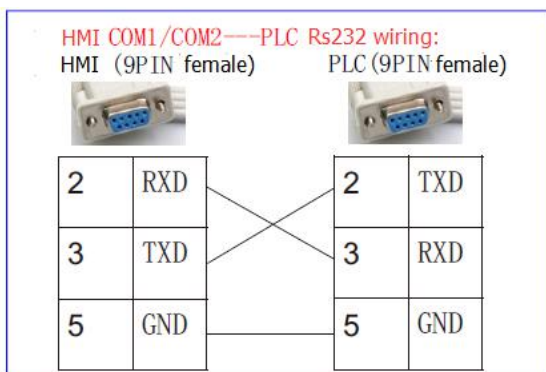 HMI COM1/COM2---PLC Rs232 wiring:
HMI (9PIN female) PLC(9PIN female)
2 RXD 2 TXD
3 TXD 3 RXD
5 GND 5 GND